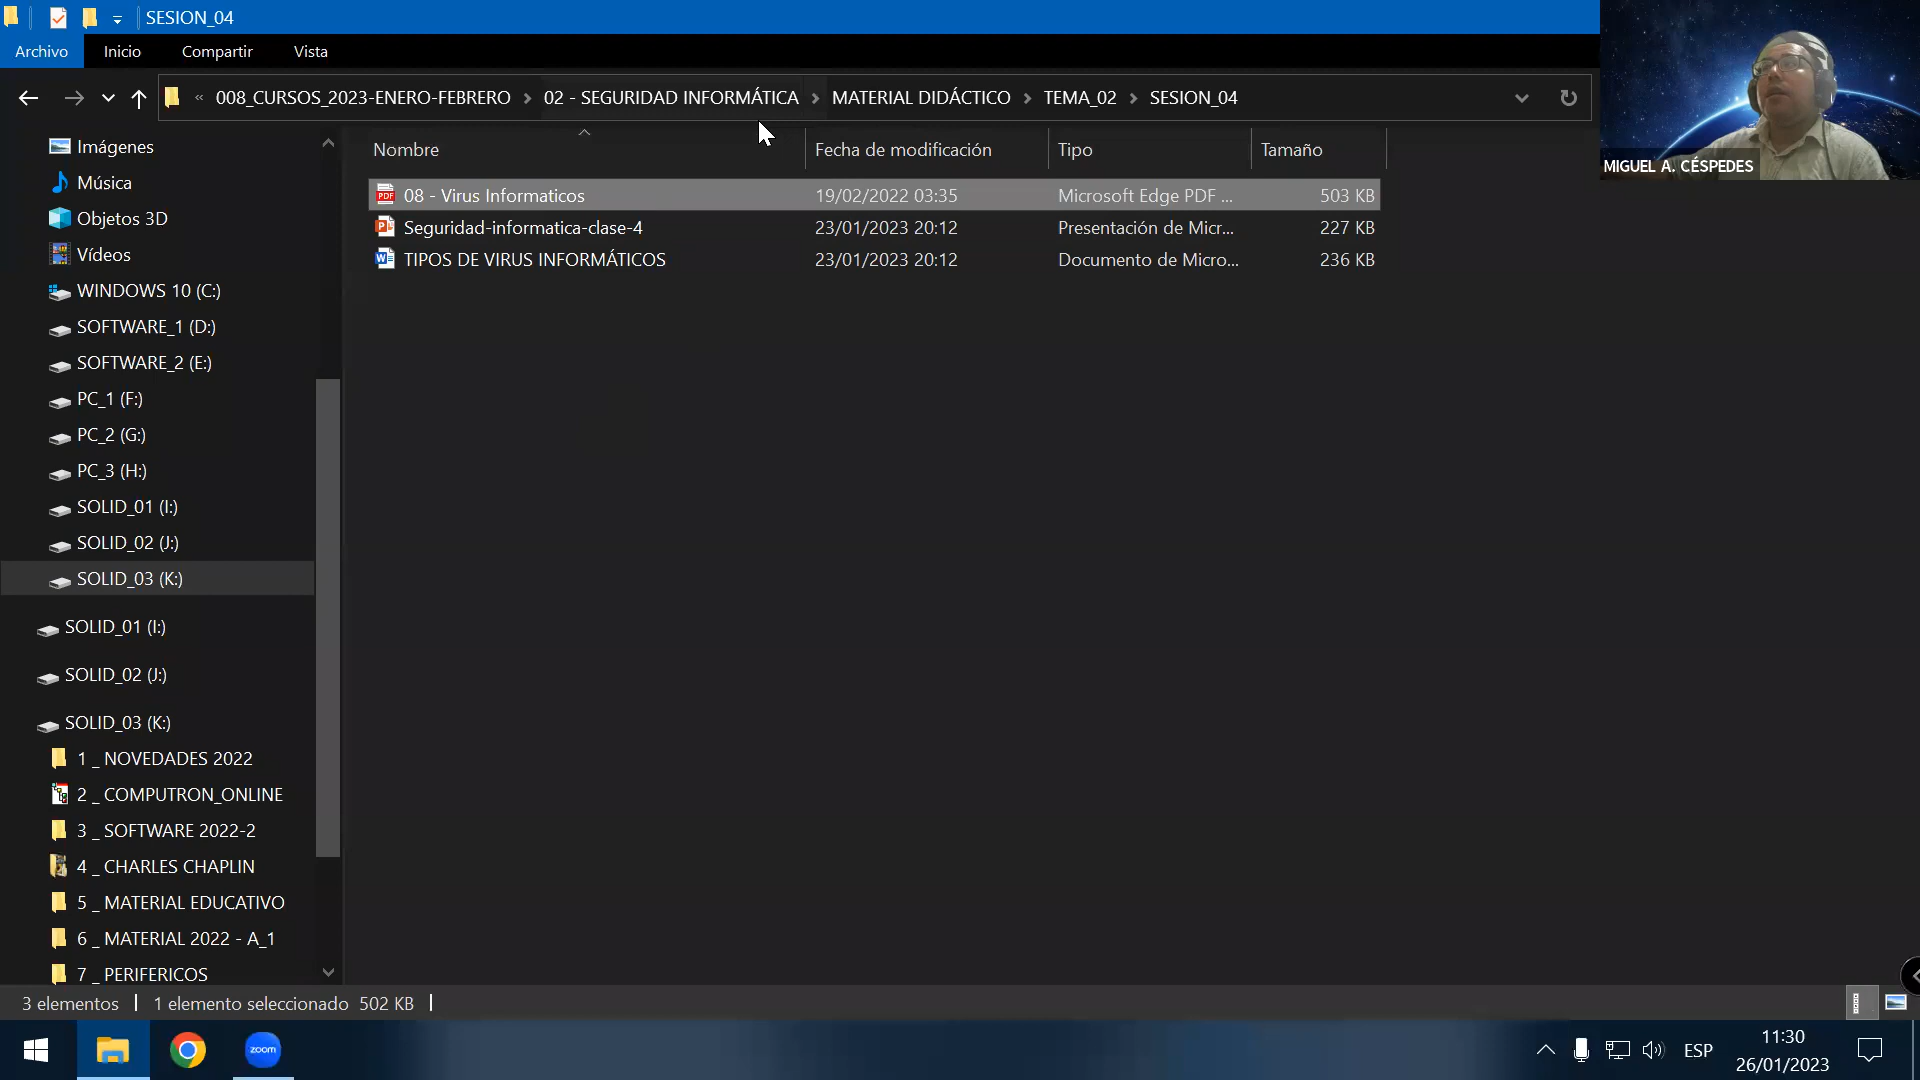 SESION_04
Archivo Inicio Compartir Vista
« 008_CURSOS_2023-ENERO-FEBRERO > 02 - SEGURIDAD INFORMÁTICA > MATERIAL DIDÁCTICO > TEMA_02 > SESION_04
MIGUEL A. CÉSPEDES
Nombre Fecha de modificación Tipo Tamaño
PDF 08 - Virus Informaticos 19/02/2022 03:35 Microsoft Edge PDF ... 503 KB
Seguridad-informatica-clase-4 23/01/2023 20:12 Presentación de Micr... 227 KB
TIPOS DE VIRUS INFORMÁTICOS 23/01/2023 20:12 Documento de Micro... 236 KB
Imágenes
Música
Objetos 3D
Vídeos
WINDOWS 10 (C:)
SOFTWARE_1 (D:)
SOFTWARE_2 (E:)
PC_1 (F:)
PC_2 (G:)
PC_3 (H:)
SOLID_01 (I:)
SOLID_02 (J:)
SOLID_03 (K:)
SOLID_01 (I:)
SOLID_02 (J:)
SOLID_03 (K:)
1 _ NOVEDADES 2022
2 _ COMPUTRON_ONLINE
3 _ SOFTWARE 2022-2
4 _ CHARLES CHAPLIN
5 _ MATERIAL EDUCATIVO
6 _ MATERIAL 2022 - A_1
7 _ PERIFERICOS
3 elementos 1 elemento seleccionado 502 KB
zoom
ESP
11:30
26/01/2023